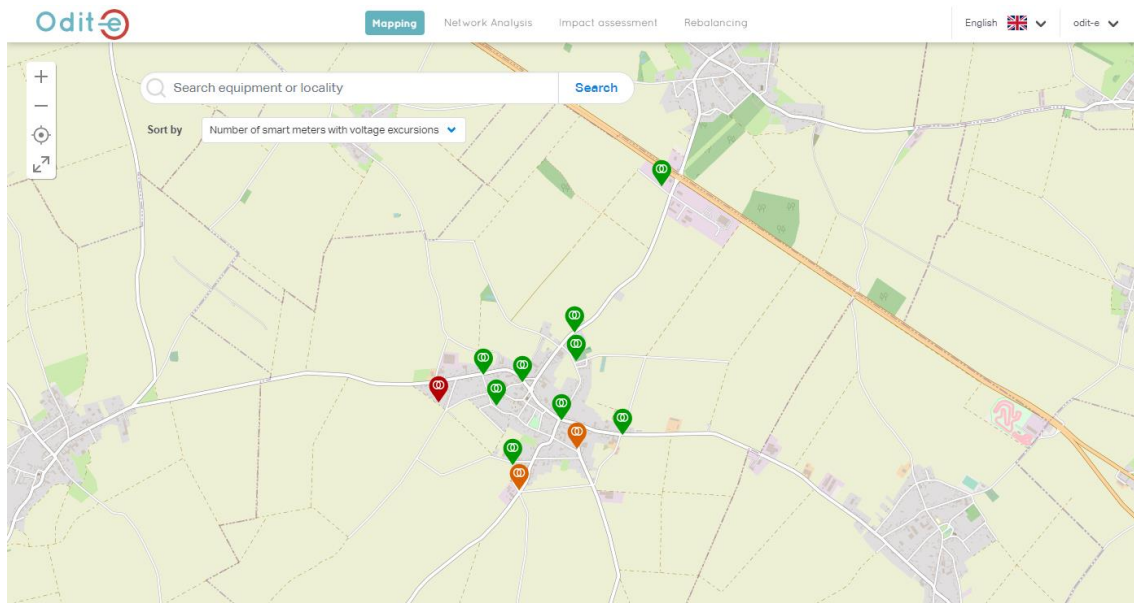 Odit-e
Mapping Network Analysis Impact assessment Rebalancing English odit-e
Search equipment or locality Search
Sort by Number of smart meters with voltage excursions